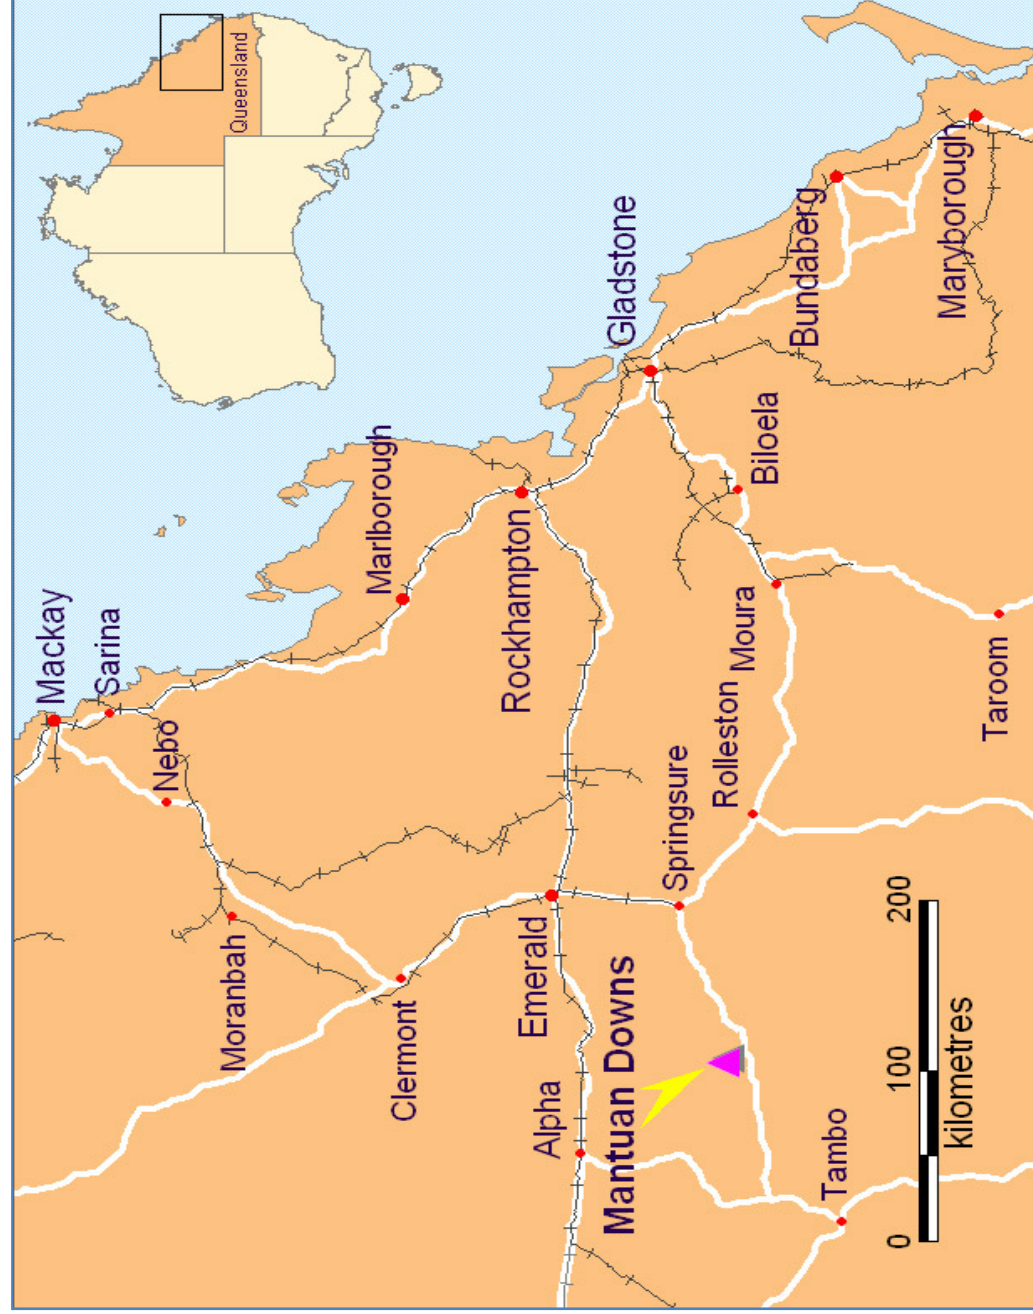 Queensland
Mackay
Sarina
Nebo
Marlborough
Moranbah
Clermont
Rockhampton
Gladstone
Emerald
Alpha
Mantuan Downs
Springsure
Rolleston
Moura
Biloela
Bundaberg
Maryborough
Tambo
Taroom
0
100
200
kilometres